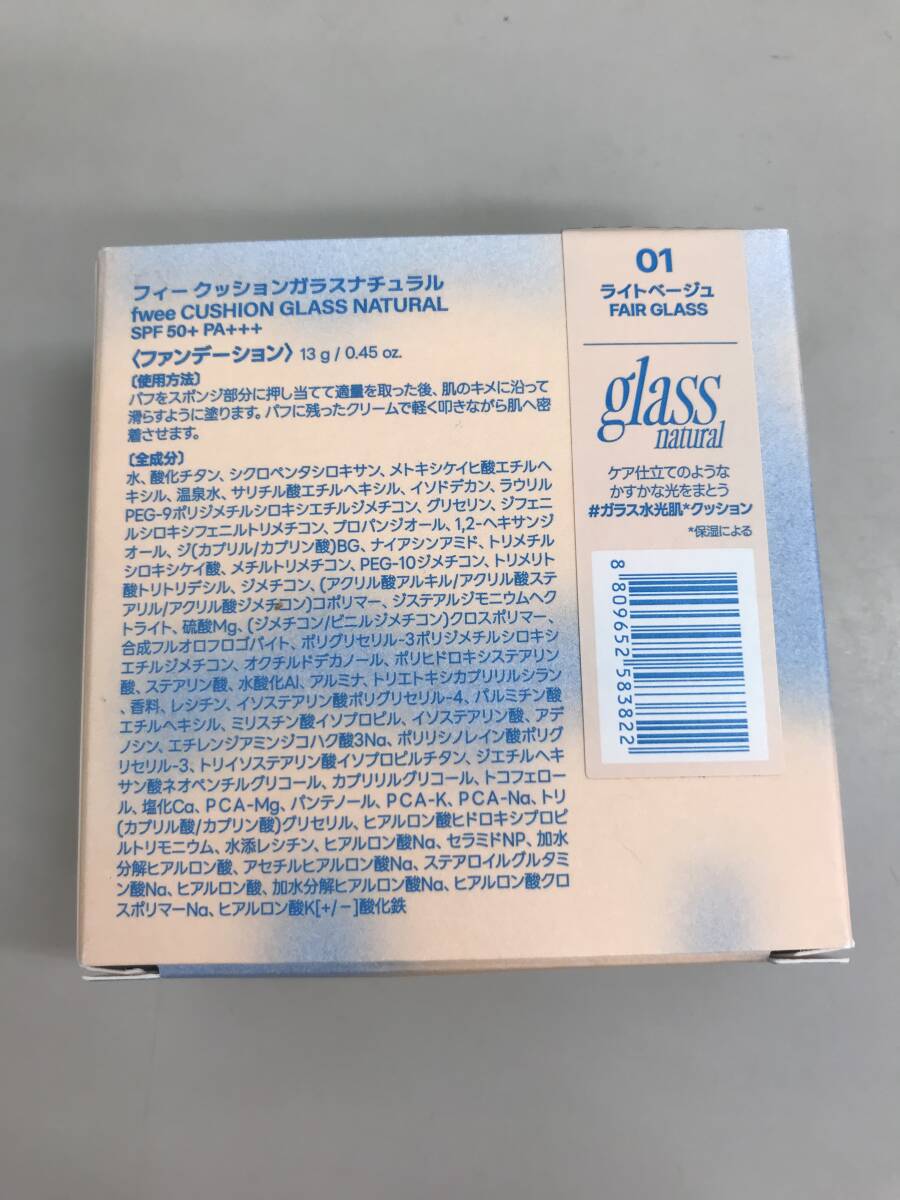 フィー クッションガラスナチュラル
fwee CUSHION GLASS NATURAL
SPF 50+ PA+++
〈ファンデーション〉 13 g / 0.45 oz.
〔使用方法〕
パフをスポンジ部分に押し当てて適量を取った後、肌のキメに沿って
滑らすように塗ります。パフに残ったクリームで軽く叩きながら肌へ密
着させます。
〔全成分〕
水、酸化チタン、シクロペンタシロキサン、メトキシケイヒ酸エチルヘ
キシル、温泉水、サリチル酸エチルヘキシル、イソドデカン、ラウリル
PEG-9ポリジメチルシロキシエチルジメチコン、グリセリン、ジフェニ
ルシロキシフェニルトリメチコン、プロパンジオール、1,2-ヘキサンジ
オール、ジ(カプリル/カプリン酸)BG、ナイアシンアミド、トリメチル
シロキシケイ酸、メチルトリメチコン、PEG-10ジメチコン、トリメリト
酸トリトリデシル、ジメチコン、(アクリル酸アルキル/アクリル酸ステ
アリル/アクリル酸ジメチコン)コポリマー、ジステアルジモニウムヘク
トライト、硫酸Mg、(ジメチコン/ビニルジメチコン)クロスポリマー、
合成フルオロフロゴパイト、ポリグリセリル-3ポリジメチルシロキシ
エチルジメチコン、オクチルドデカノール、ポリヒドロキシステアリン
酸、ステアリン酸、水酸化Al、アルミナ、トリエトキシカプリリルシラン
、香料、レシチン、イソステアリン酸ポリグリセリル-4、パルミチン酸
エチルヘキシル、ミリスチン酸イソプロピル、イソステアリン酸、アデ
ノシン、エチレンジアミンジコハク酸3Na、ポリリシノレイン酸ポリグ
リセリル-3、トリイソステアリン酸イソプロピルチタン、ジエチルヘキ
サン酸ネオペンチルグリコール、カプリリルグリコール、トコフェロー
ル、塩化Ca、PCA-Mg、パンテノール、PCA-K、PCA-Na、トリ
(カプリル酸/カプリン酸)グリセリル、ヒアルロン酸ヒドロキシプロピ
ルトリモニウム、水添レシチン、ヒアルロン酸Na、セラミドNP、加水
分解ヒアルロン酸、アセチルヒアルロン酸Na、ステアロイルグルタミ
ン酸Na、ヒアルロン酸、加水分解ヒアルロン酸Na、ヒアルロン酸クロ
スポリマーNa、ヒアルロン酸K[+/-]酸化鉄
01
ライトベージュ
FAIR GLASS
glass
natural
ケア仕立てのような
かすかな光をまとう
#ガラス水光肌*クッション
*保湿による
8 809652 583822